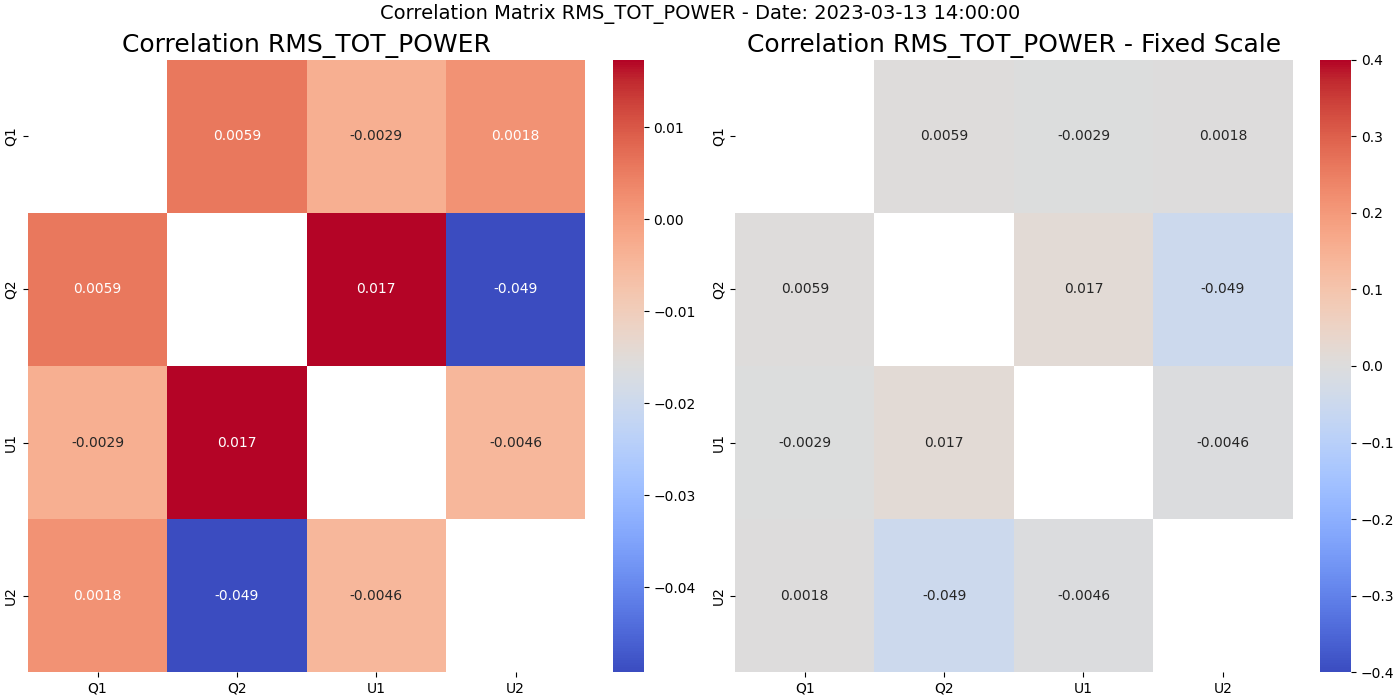 Correlation Matrix RMS_TOT_POWER - Date: 2023-03-13 14:00:00
Correlation RMS_TOT_POWER
Q1
0.0059
-0.0029
0.0018
Q2
0.0059
0.017
-0.049
U1
-0.0029
0.017
-0.0046
U2
0.0018
-0.049
-0.0046
Q1
Q2
U1
U2
0.01
0.00
−0.01
−0.02
−0.03
−0.04
Correlation RMS_TOT_POWER - Fixed Scale
Q1
0.0059
-0.0029
0.0018
Q2
0.0059
0.017
-0.049
U1
-0.0029
0.017
-0.0046
U2
0.0018
-0.049
-0.0046
Q1
Q2
U1
U2
0.4
0.3
0.2
0.1
0.0
−0.1
−0.2
−0.3
−0.4